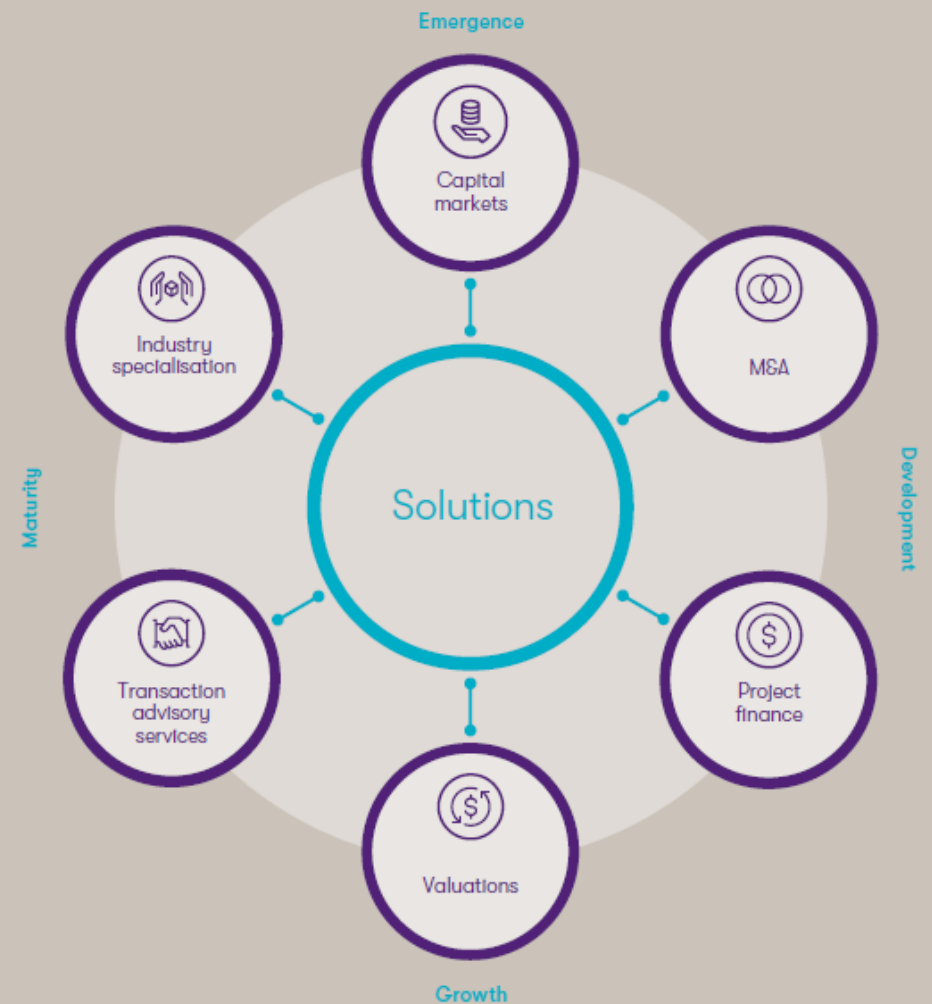 Emergence
Capital
markets
Industry
specialisation
M&A
Solutions
Maturity
Development
Transaction
advisory
services
Project
finance
Valuations
Growth